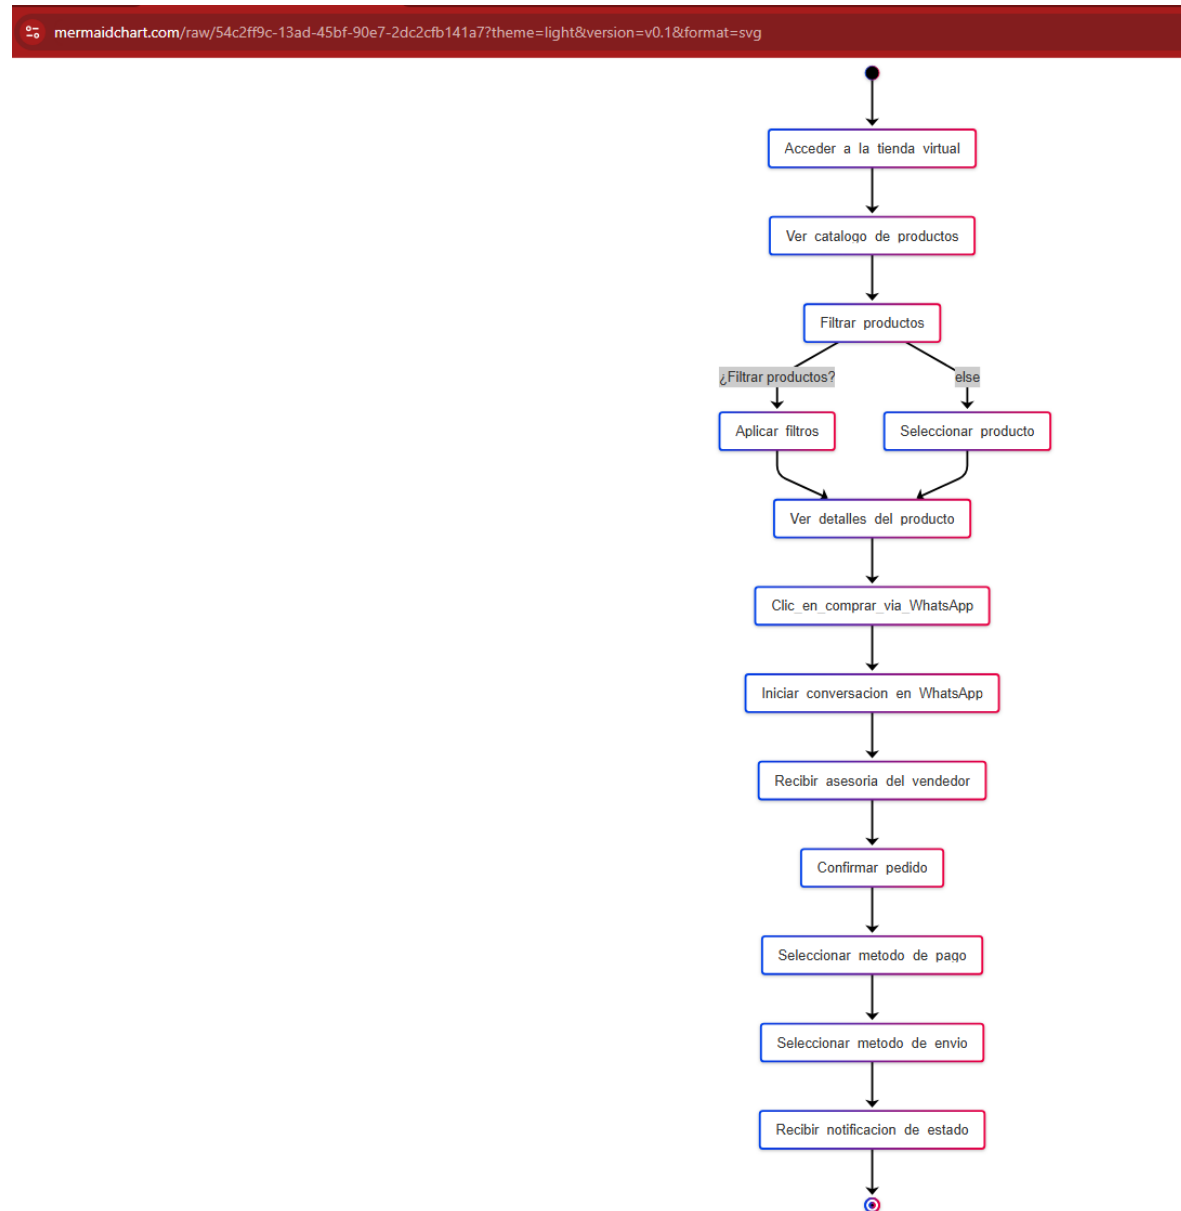 mermaidchart.com/raw/54c2ff9c-13ad-45bf-90e7-2dc2cfb141a7?theme=light&version=v0.1&format=svg
Acceder a la tienda virtual
Ver catalogo de productos
Filtrar productos
¿Filtrar productos?
else
Aplicar filtros
Seleccionar producto
Ver detalles del producto
Clic_en_comprar_via_WhatsApp
Iniciar conversacion en WhatsApp
Recibir asesoria del vendedor
Confirmar pedido
Seleccionar metodo de pago
Seleccionar metodo de envio
Recibir notificacion de estado